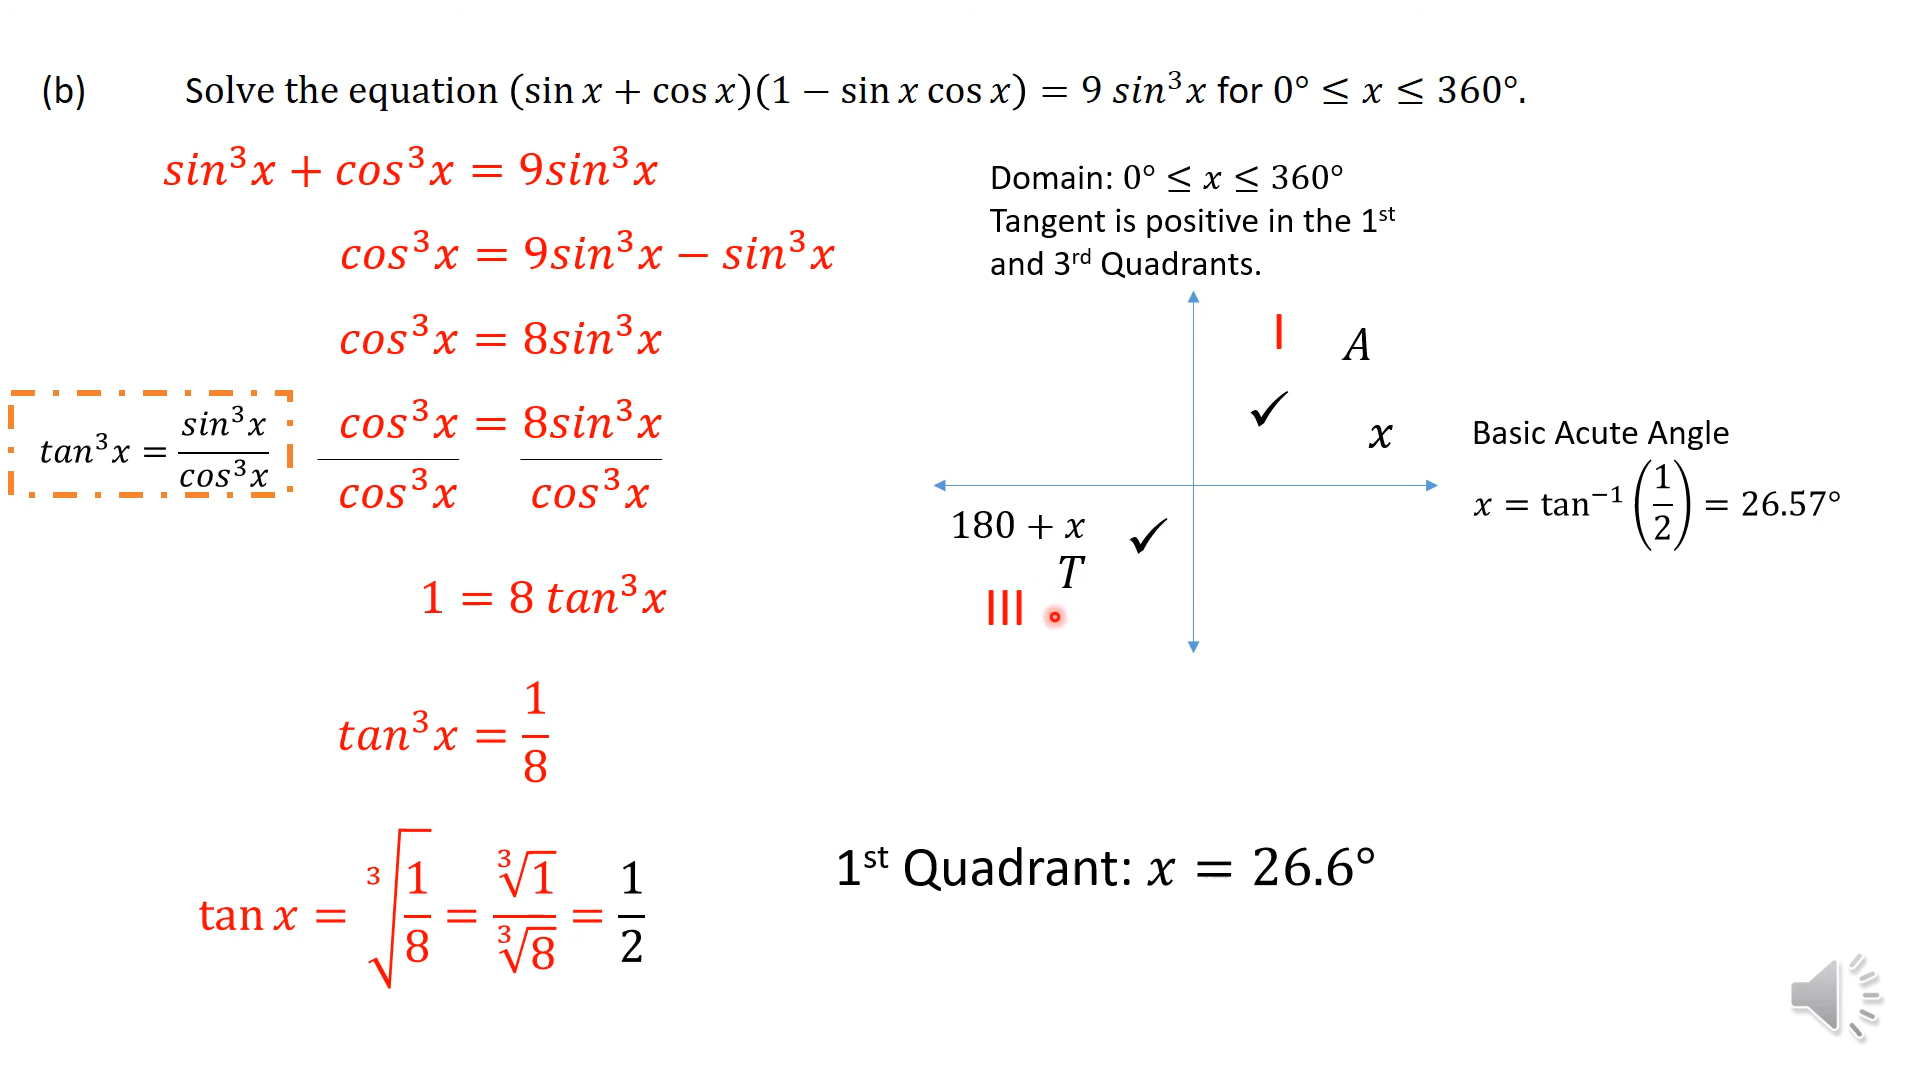 (b) Solve the equation (sin x + cos x)(1 − sin x cos x) = 9 sin³x for 0° ≤ x ≤ 360°.
sin³x + cos³x = 9sin³x
cos³x = 9sin³x − sin³x
cos³x = 8sin³x
tan³x = sin³x / cos³x
cos³x / cos³x = 8sin³x / cos³x
1 = 8 tan³x
tan³x = 1/8
tan x = ∛(1/8) = ∛1 / ∛8 = 1/2
Domain: 0° ≤ x ≤ 360°
Tangent is positive in the 1st
and 3rd Quadrants.
I A
✓
x
180 + x ✓
T
III
Basic Acute Angle
x = tan⁻¹(1/2) = 26.57°
1st Quadrant: x = 26.6°